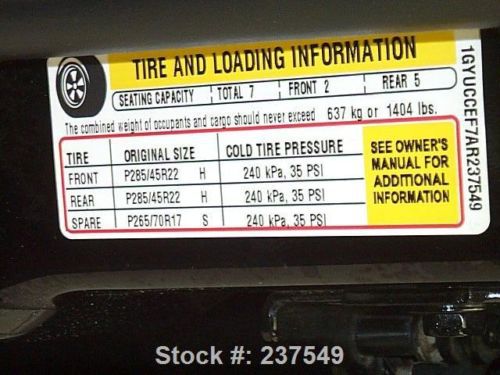 TIRE AND LOADING INFORMATION
SEATING CAPACITY TOTAL 7 FRONT 2 REAR 5
The combined weight of occupants and cargo should never exceed 637 kg or 1404 lbs.
TIRE ORIGINAL SIZE COLD TIRE PRESSURE
FRONT P285/45R22 H 240 kPa, 35 PSI
REAR P285/45R22 H 240 kPa, 35 PSI
SPARE P265/70R17 S 240 kPa, 35 PSI
SEE OWNER'S
MANUAL FOR
ADDITIONAL
INFORMATION
1GYUCCEF7AR237549
Stock #: 237549